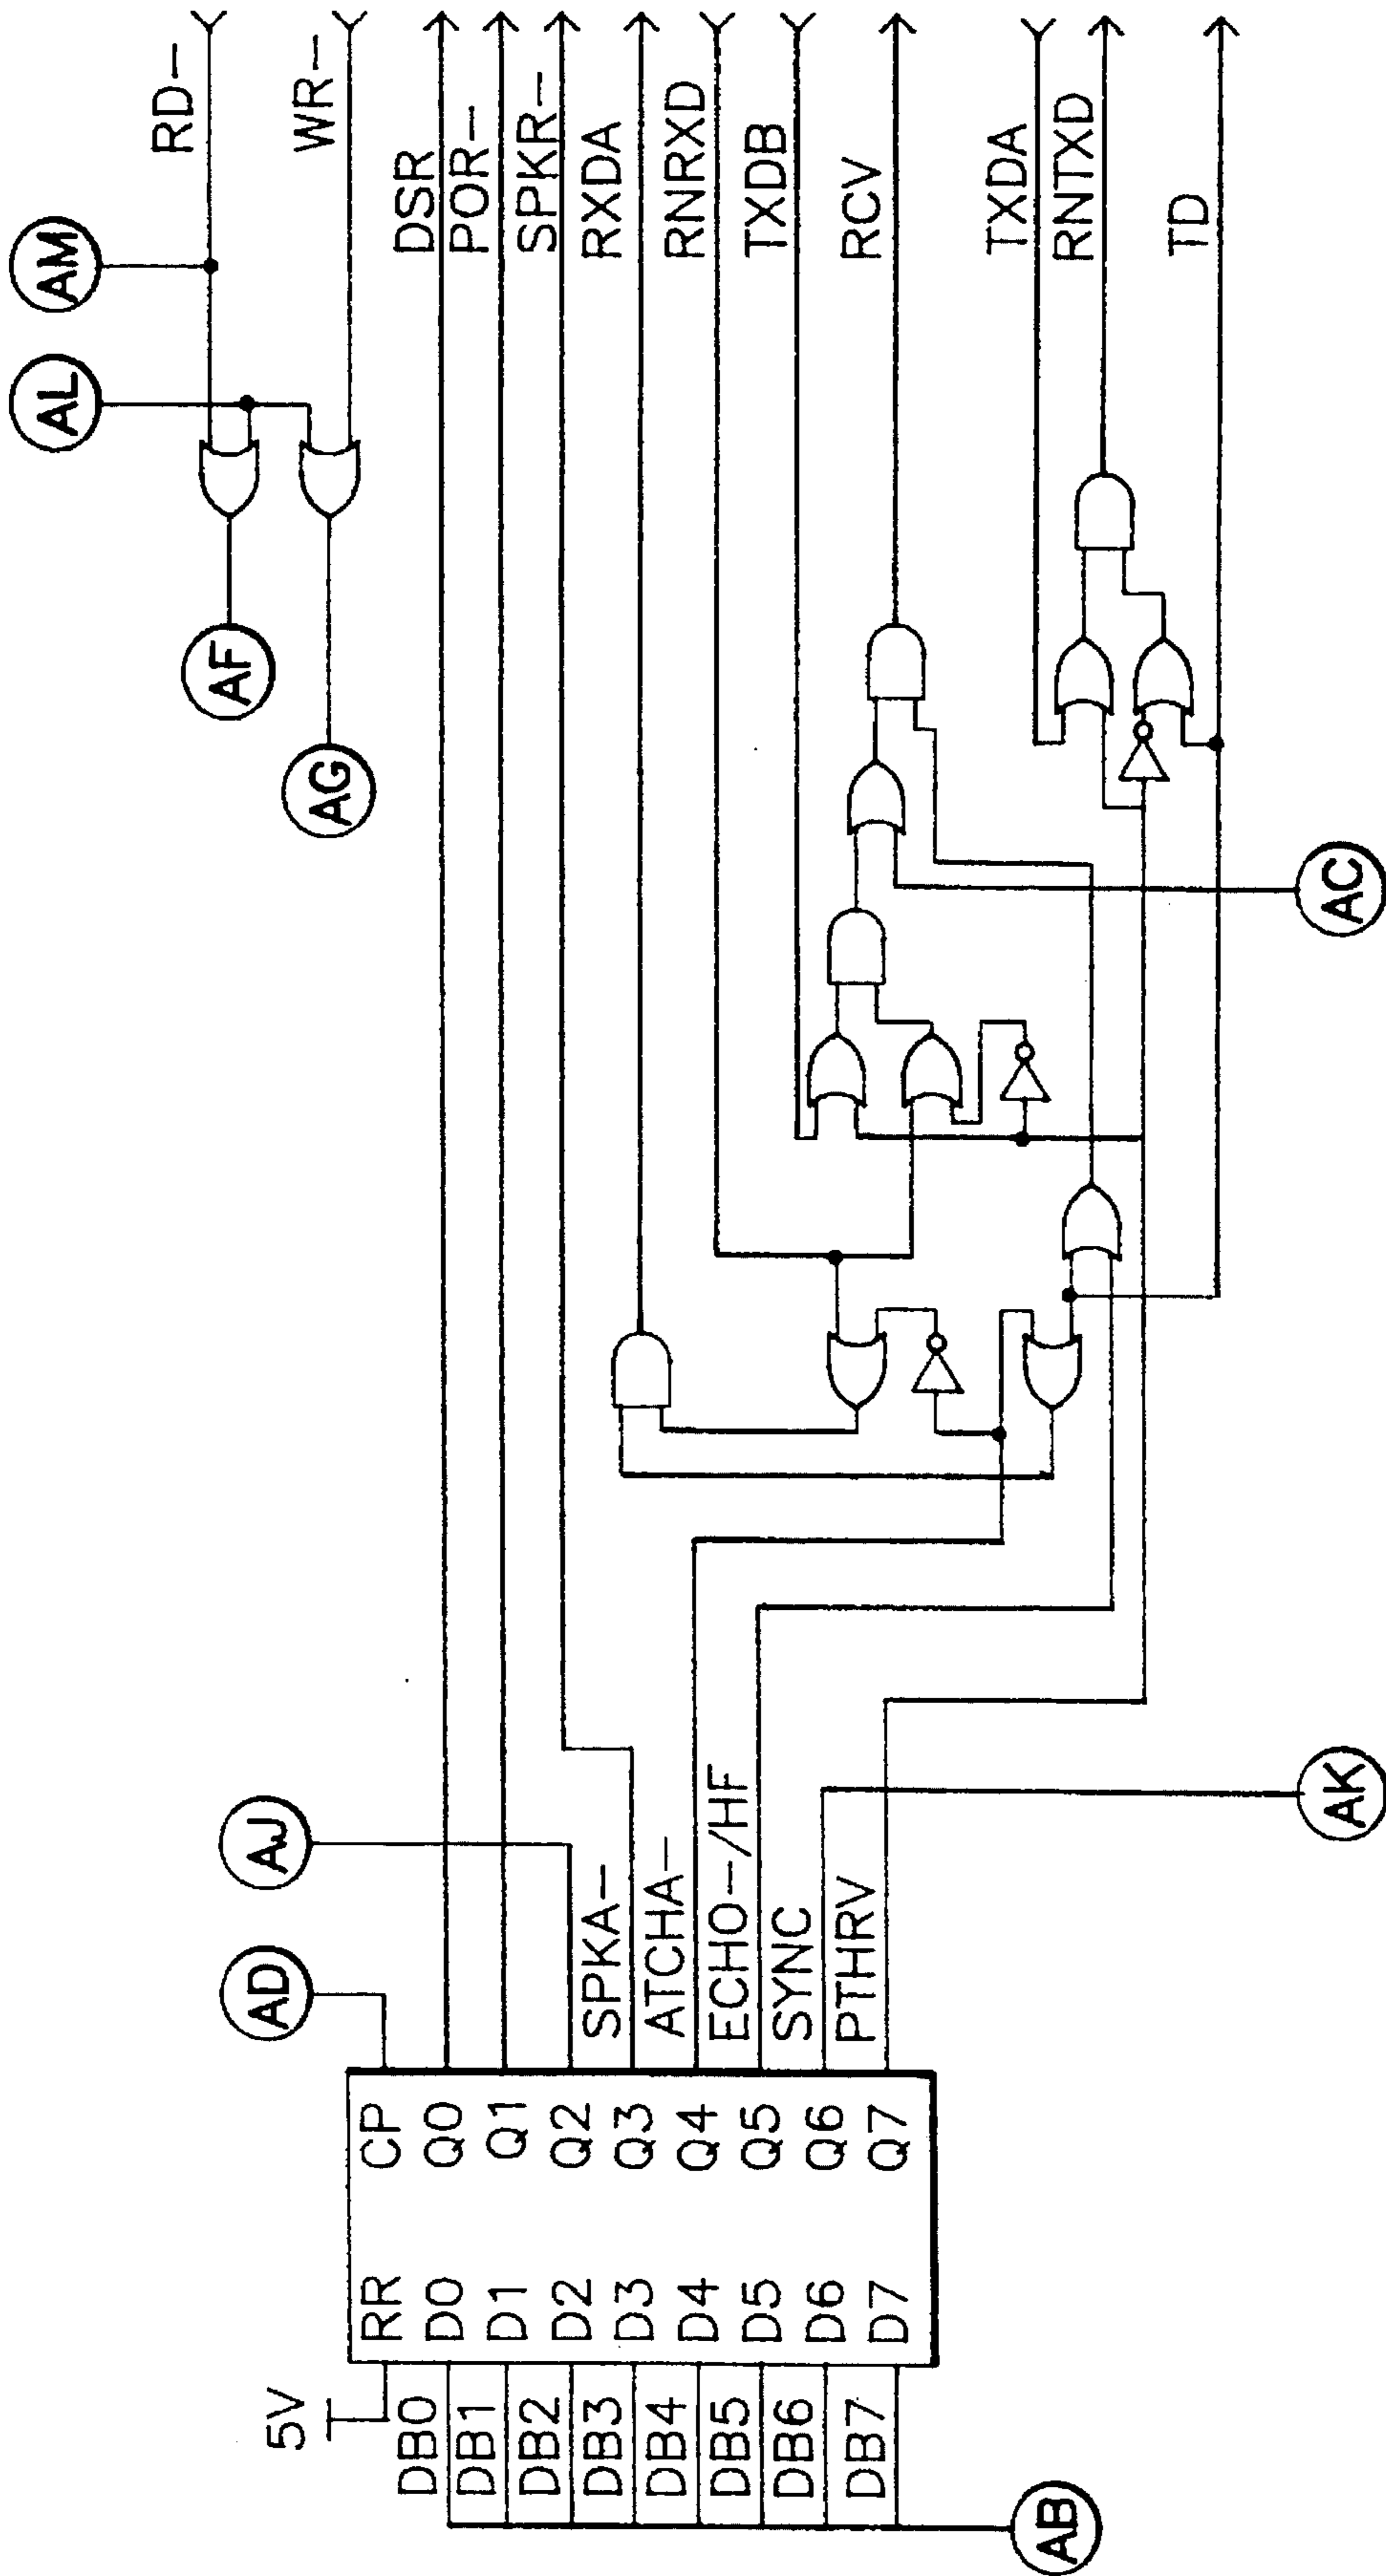 AM
RD-
AL
WR-
AF
AG
DSR
POR-
SPKR-
RXDA
RNRXD
TXDB
RCV
TXDA
RNTXD
TD
AC
AJ
AD
SPKA-
ATCHA-
ECHO-/HF
SYNC
PTHRV
AK
5V
RR CP
DB0 D0 Q0
DB1 D1 Q1
DB2 D2 Q2
DB3 D3 Q3
DB4 D4 Q4
DB5 D5 Q5
DB6 D6 Q6
DB7 D7 Q7
AB